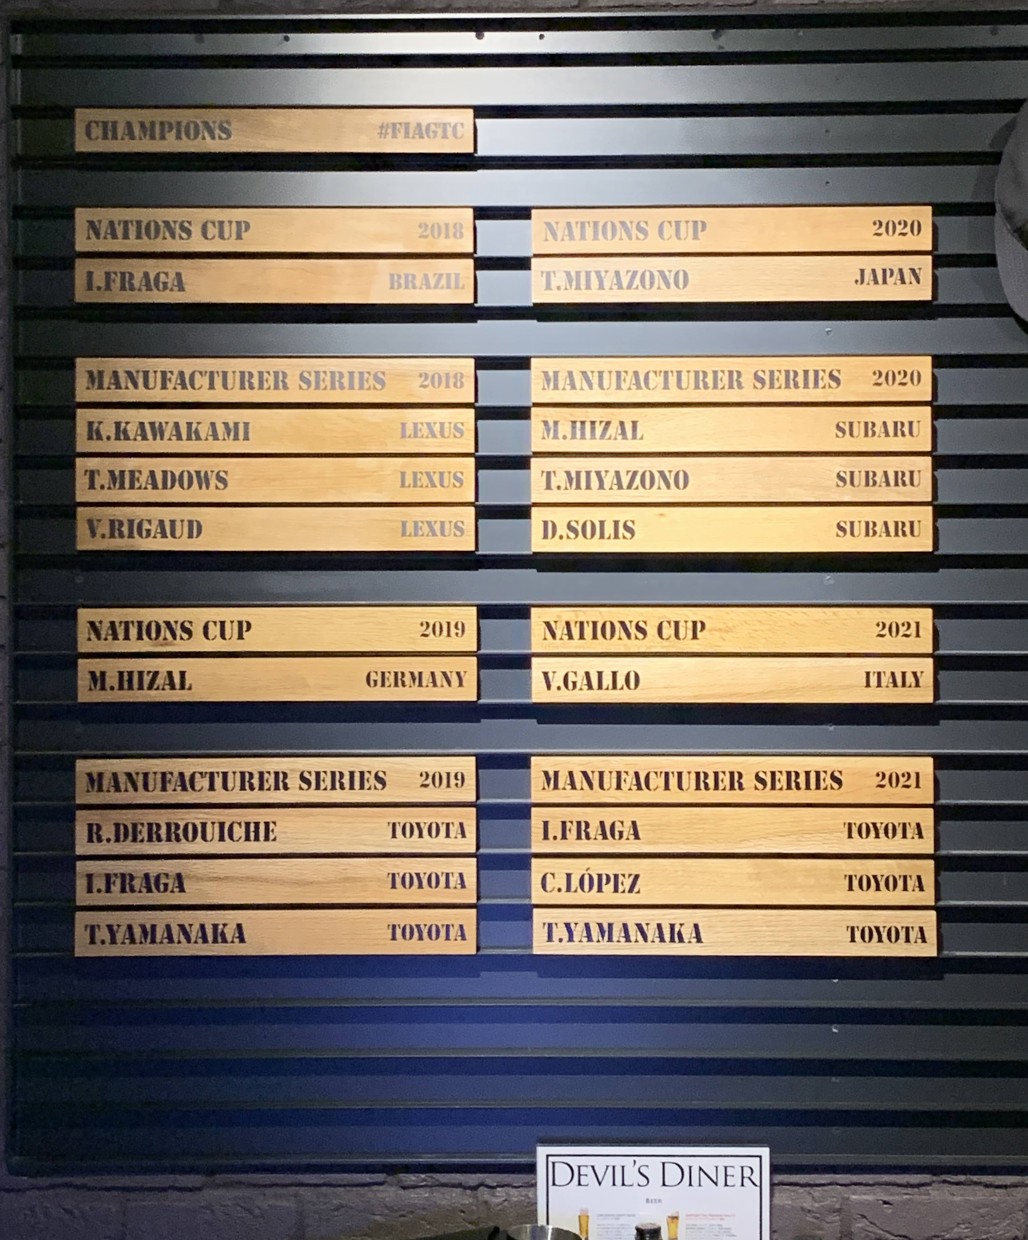 CHAMPIONS #FIAGTC
NATIONS CUP 2018
I.FRAGA BRAZIL
MANUFACTURER SERIES 2018
K.KAWAKAMI LEXUS
T.MEADOWS LEXUS
V.RIGAUD LEXUS
NATIONS CUP 2019
M.HIZAL GERMANY
MANUFACTURER SERIES 2019
R.DERROUICHE TOYOTA
I.FRAGA TOYOTA
T.YAMANAKA TOYOTA
NATIONS CUP 2020
T.MIYAZONO JAPAN
MANUFACTURER SERIES 2020
M.HIZAL SUBARU
T.MIYAZONO SUBARU
D.SOLIS SUBARU
NATIONS CUP 2021
V.GALLO ITALY
MANUFACTURER SERIES 2021
I.FRAGA TOYOTA
C.LÓPEZ TOYOTA
T.YAMANAKA TOYOTA
DEVIL'S DINER
BEER